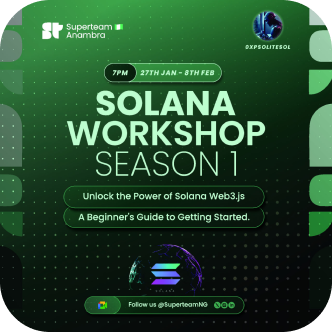 Superteam
Anambra
0XPSOLITESOL
7PM 27TH JAN - 8TH FEB
SOLANA
WORKSHOP
SEASON 1
Unlock the Power of Solana Web3.js
A Beginner's Guide to Getting Started.
Follow us @SuperteamNG